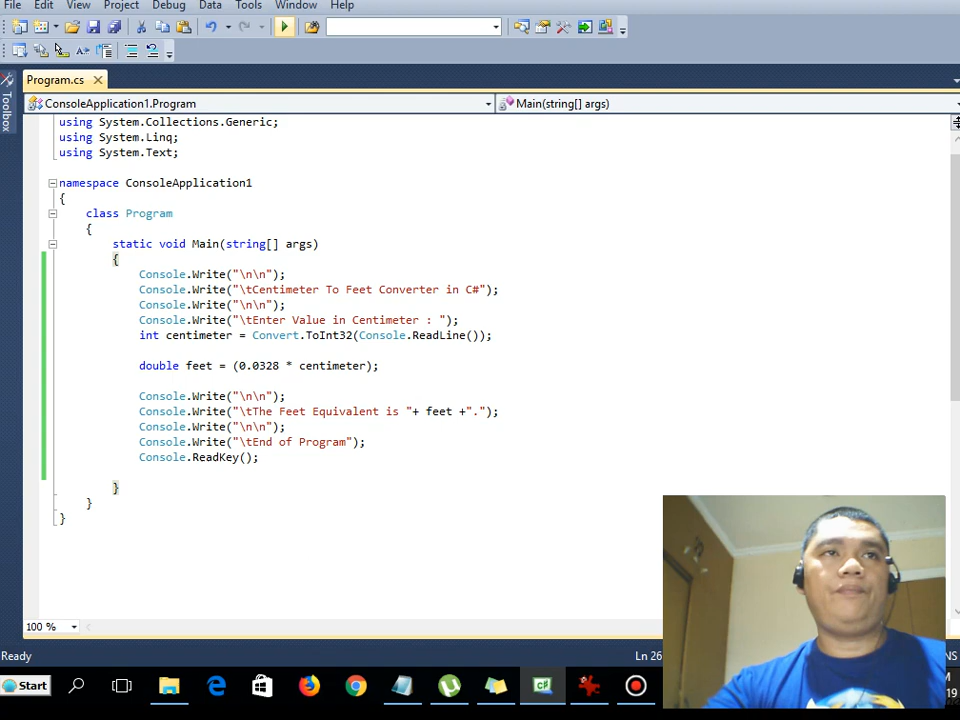 File Edit View Project Debug Data Tools Window Help
Program.cs
ConsoleApplication1.Program Main(string[] args)
Toolbox
using System.Collections.Generic;
using System.Linq;
using System.Text;
namespace ConsoleApplication1
{
class Program
{
static void Main(string[] args)
{
Console.Write("\n\n");
Console.Write("\tCentimeter To Feet Converter in C#");
Console.Write("\n\n");
Console.Write("\tEnter Value in Centimeter : ");
int centimeter = Convert.ToInt32(Console.ReadLine());
double feet = (0.0328 * centimeter);
Console.Write("\n\n");
Console.Write("\tThe Feet Equivalent is "+ feet +".");
Console.Write("\n\n");
Console.Write("\tEnd of Program");
Console.ReadKey();
}
}
}
100 %
Ready Ln 26 NS
Start